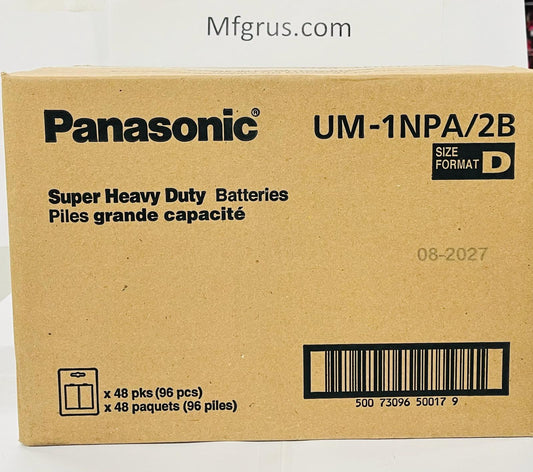 Mfgrus.com
Panasonic®
UM-1NPA/2B
SIZE
FORMAT D
Super Heavy Duty Batteries
Piles grande capacité
08-2027
x 48 pks (96 pcs)
x 48 paquets (96 piles)
500 73096 50017 9